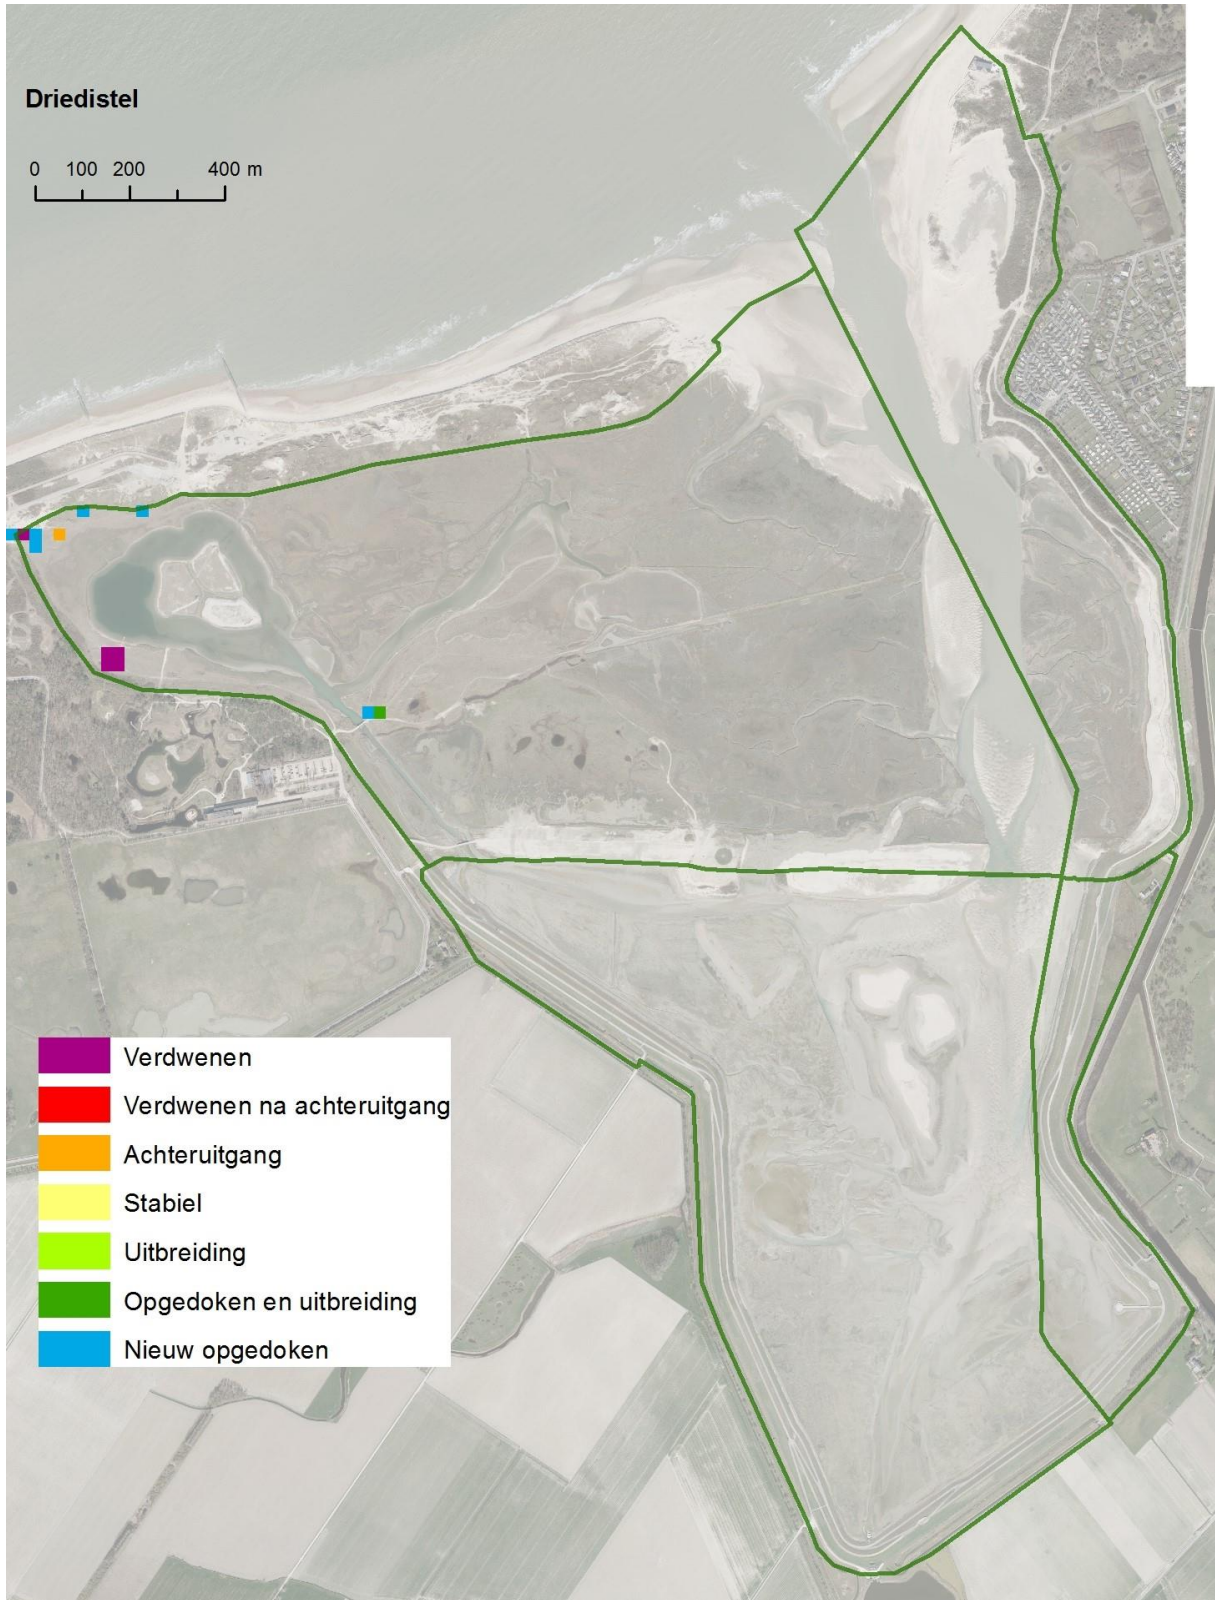 Driedistel
0 100 200 400 m
Verdwenen
Verdwenen na achteruitgang
Achteruitgang
Stabiel
Uitbreiding
Opgedoken en uitbreiding
Nieuw opgedoken